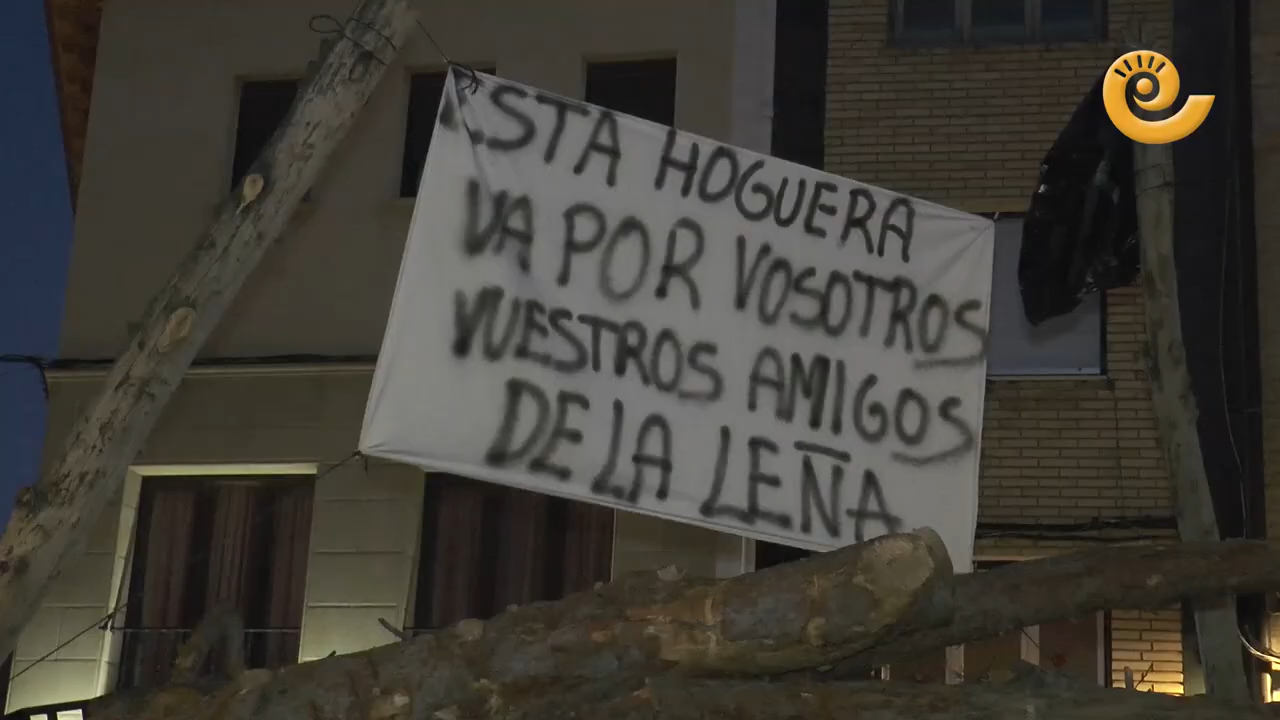 ESTA HOGUERA
VA POR VOSOTROS
VUESTROS AMIGOS
DE LA LEÑA